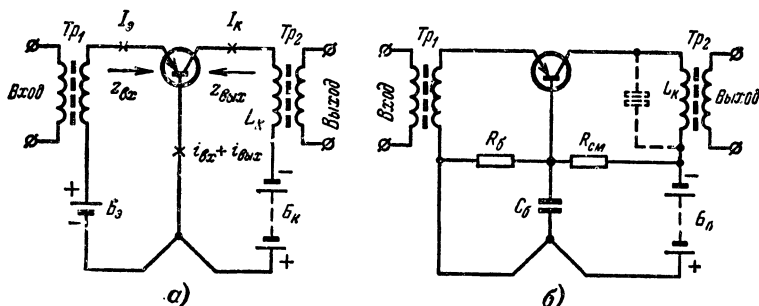 Iэ
Iк
Тр₁
Тр₂
Вход
zвх
zвых
Lк
Выход
iвх + iвых
+
-
Бэ
-
Бк
+
а)
Тр₁
Тр₂
Вход
Lк
Выход
Rб
Rсм
Cб
-
Бп
+
б)